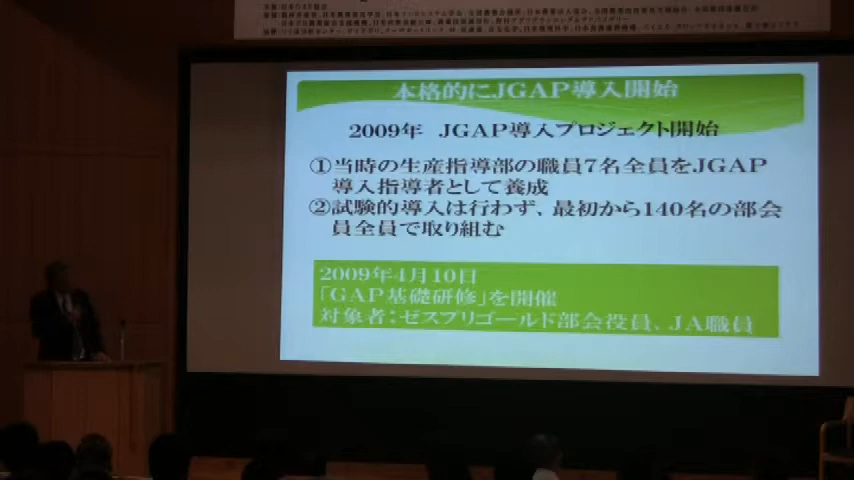 本格的にJGAP導入開始
2009年 JGAP導入プロジェクト開始
①当時の生産指導部の職員7名全員をJGAP
導入指導者として養成
②試験的導入は行わず、最初から140名の部会
員全員で取り組む
2009年4月10日
「GAP基礎研修」を開催
対象者：ゼスプリゴールド部会役員、JA職員